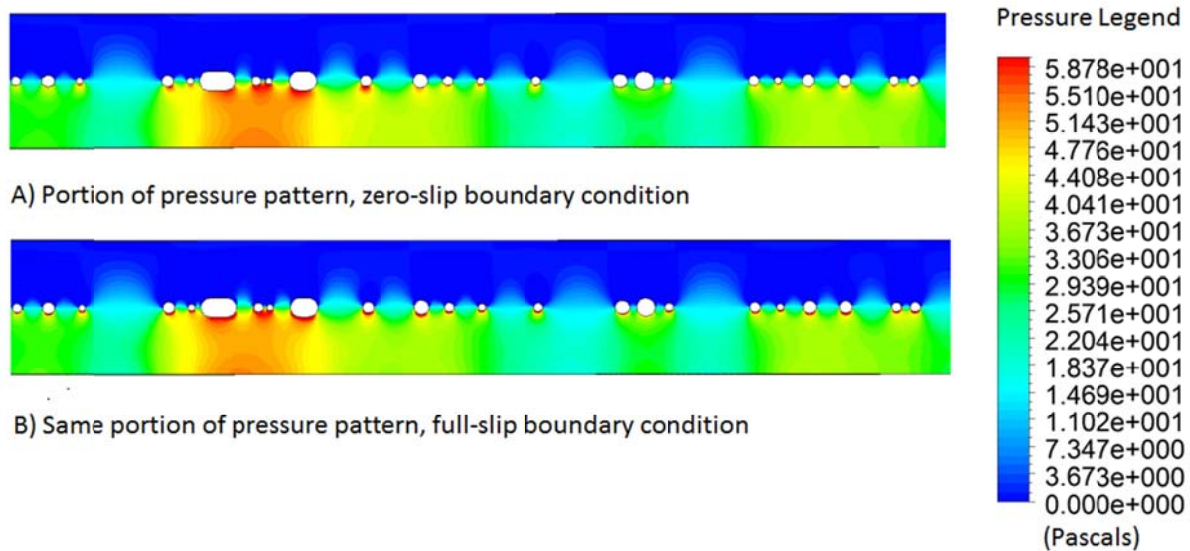 Pressure Legend
5.878e+001
5.510e+001
5.143e+001
4.776e+001
4.408e+001
4.041e+001
3.673e+001
3.306e+001
2.939e+001
2.571e+001
2.204e+001
1.837e+001
1.469e+001
1.102e+001
7.347e+000
3.673e+000
0.000e+000
(Pascals)
A) Portion of pressure pattern, zero-slip boundary condition
B) Same portion of pressure pattern, full-slip boundary condition